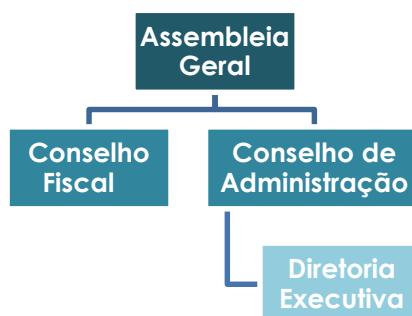 Assembleia
Geral
Conselho
Fiscal
Conselho de
Administração
Diretoria
Executiva